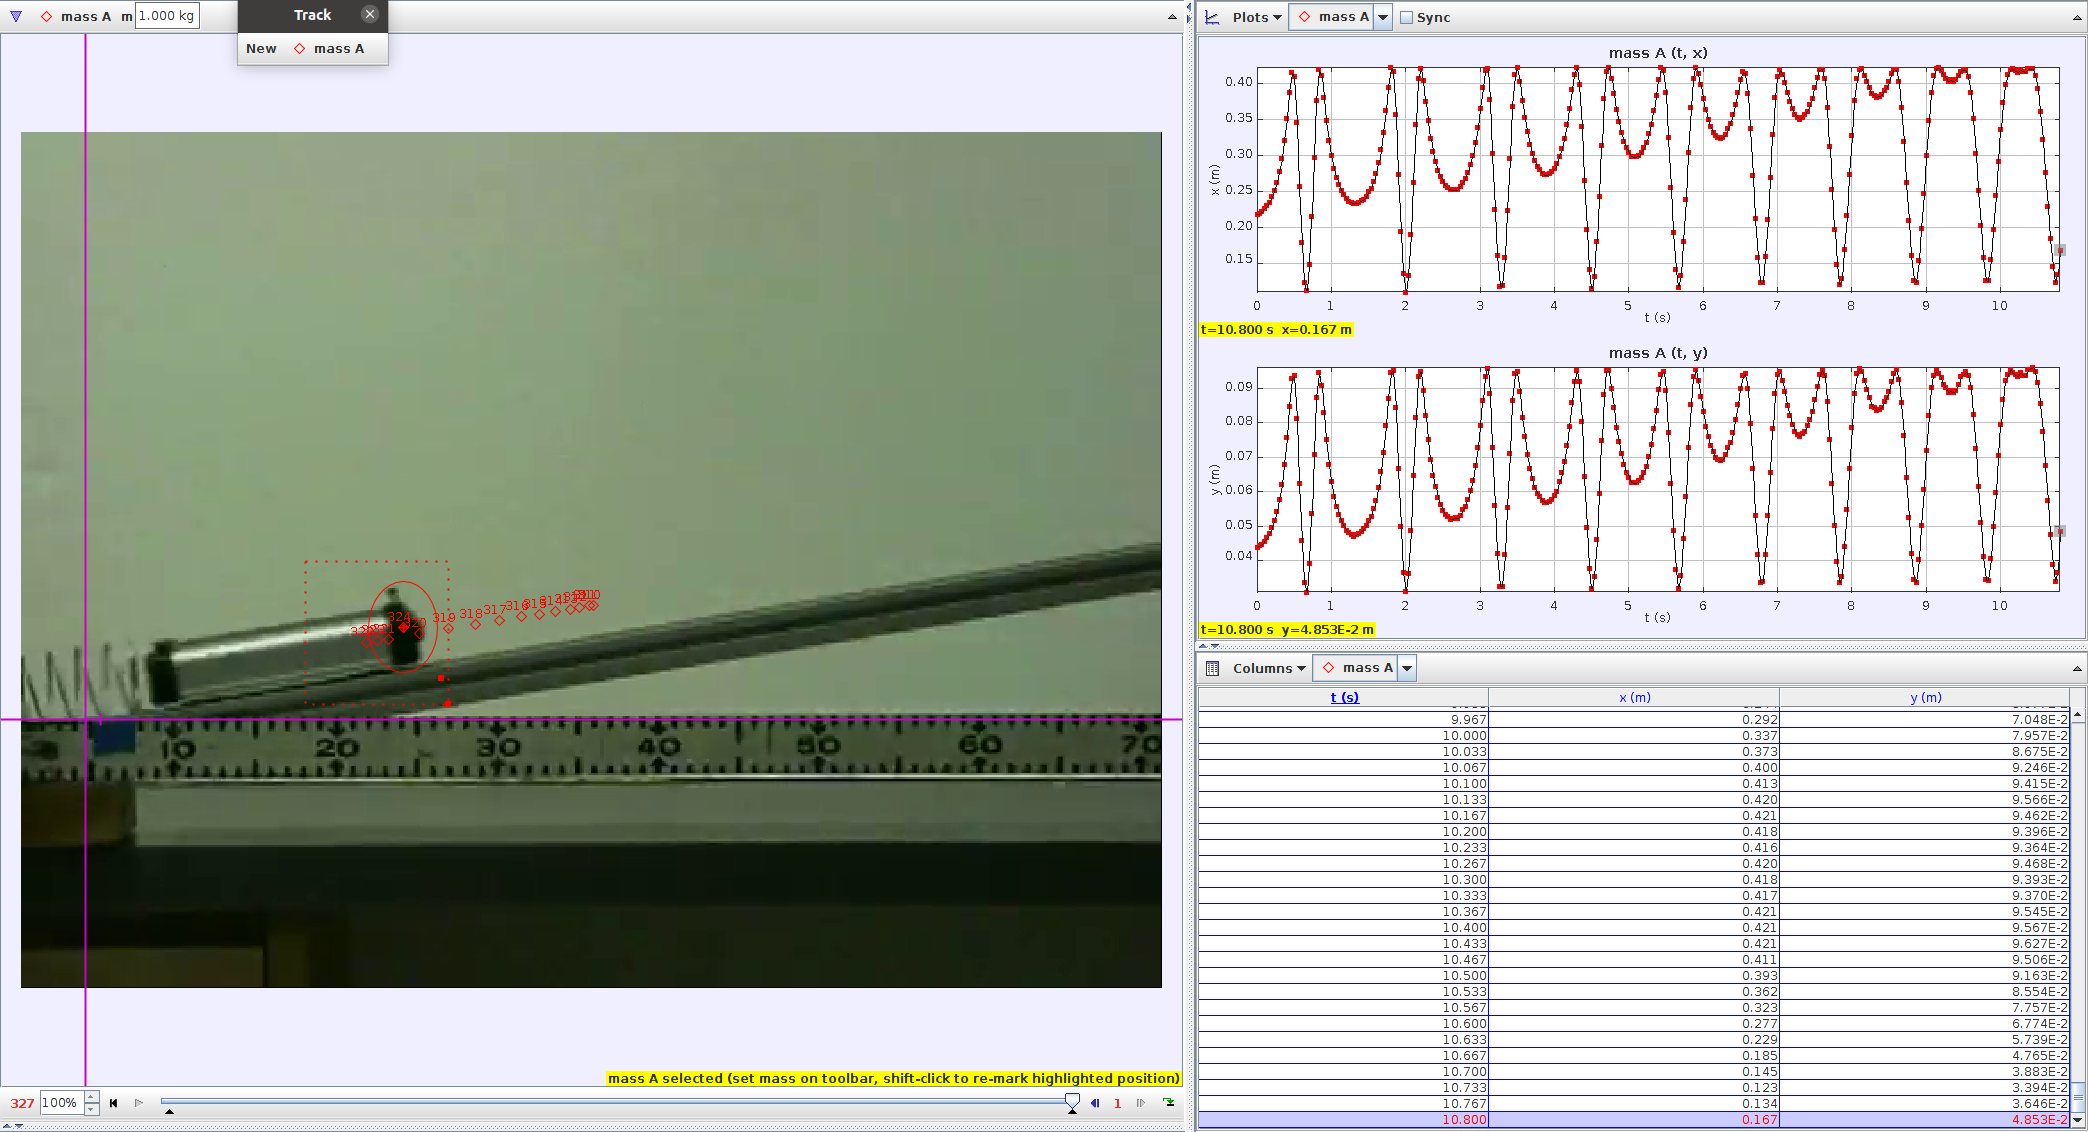 mass A m 1.000 kg
Track
New mass A
10 20 30 40 50 60 70
319 318 317 316
mass A selected (set mass on toolbar, shift-click to re-mark highlighted position)
327 100% 1
Plots mass A Sync
mass A (t, x)
x (m)
0.40
0.35
0.30
0.25
0.20
0.15
0 1 2 3 4 5 6 7 8 9 10
t (s)
t=10.800 s x=0.167 m
mass A (t, y)
y (m)
0.09
0.08
0.07
0.06
0.05
0.04
0 1 2 3 4 5 6 7 8 9 10
t (s)
t=10.800 s y=4.853E-2 m
Columns mass A
t (s) x (m) y (m)
9.967 0.292 7.048E-2
10.000 0.337 7.957E-2
10.033 0.373 8.675E-2
10.067 0.400 9.246E-2
10.100 0.413 9.415E-2
10.133 0.420 9.566E-2
10.167 0.421 9.462E-2
10.200 0.418 9.396E-2
10.233 0.416 9.364E-2
10.267 0.420 9.468E-2
10.300 0.418 9.393E-2
10.333 0.417 9.370E-2
10.367 0.421 9.545E-2
10.400 0.421 9.567E-2
10.433 0.421 9.627E-2
10.467 0.411 9.506E-2
10.500 0.393 9.163E-2
10.533 0.362 8.554E-2
10.567 0.323 7.757E-2
10.600 0.277 6.774E-2
10.633 0.229 5.739E-2
10.667 0.185 4.765E-2
10.700 0.145 3.883E-2
10.733 0.123 3.394E-2
10.767 0.134 3.646E-2
10.800 0.167 4.853E-2